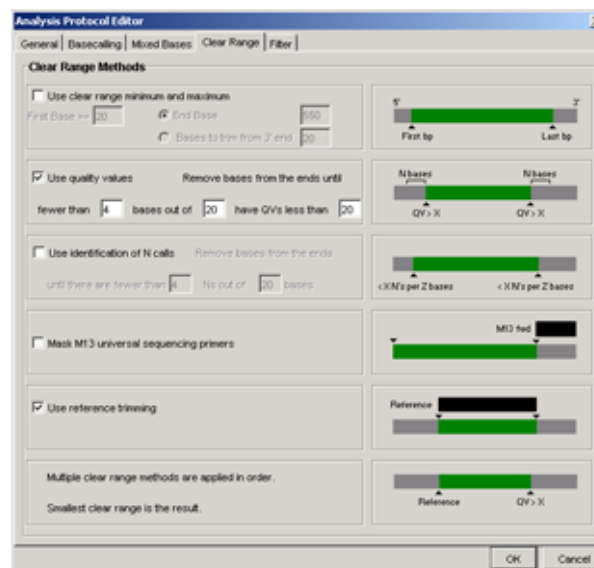 Analysis Protocol Editor
General Basecalling Mixed Bases Clear Range Filter
Clear Range Methods
Use clear range minimum and maximum
First Base >= 20 End Base 550
Bases to trim from 3' end 20
5' 3'
First bp Last bp
Use quality values Remove bases from the ends until
fewer than 4 bases out of 20 have QV's less than 20
N bases N bases
QV > X QV > X
Use identification of N calls Remove bases from the ends
until there are fewer than 4 Ns out of 20 bases
<X N's per Z bases <X N's per Z bases
Mask M13 universal sequencing primers
M13 fwd
Use reference trimming
Reference
Multiple clear range methods are applied in order.
Smallest clear range is the result.
Reference QV > X
OK Cancel